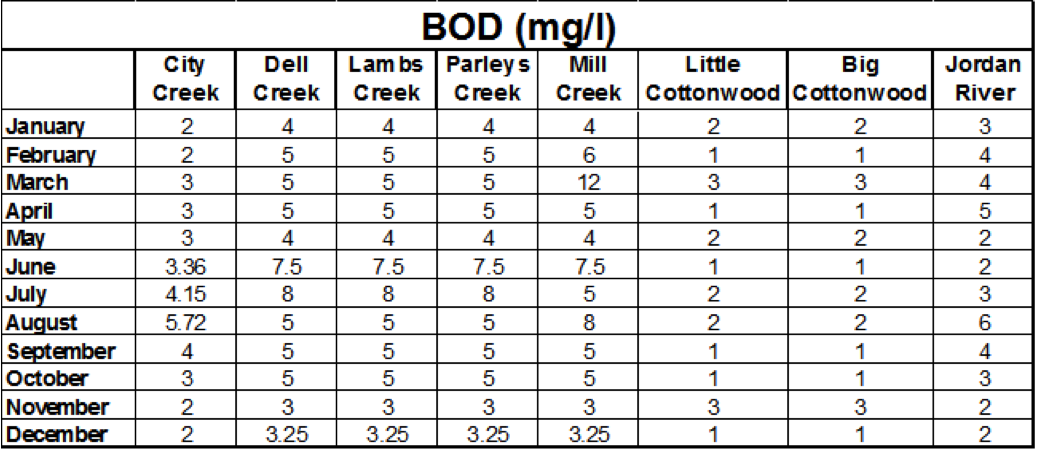 BOD (mg/l)
City Creek Dell Creek Lambs Creek Parleys Creek Mill Creek Little Cottonwood Big Cottonwood Jordan River
January 2 4 4 4 4 2 2 3
February 2 5 5 5 6 1 1 4
March 3 5 5 5 12 3 3 4
April 3 5 5 5 5 1 1 5
May 3 4 4 4 4 2 2 2
June 3.36 7.5 7.5 7.5 7.5 1 1 2
July 4.15 8 8 8 5 2 2 3
August 5.72 5 5 5 8 2 2 6
September 4 5 5 5 5 1 1 4
October 3 5 5 5 5 1 1 3
November 2 3 3 3 3 3 3 2
December 2 3.25 3.25 3.25 3.25 1 1 2